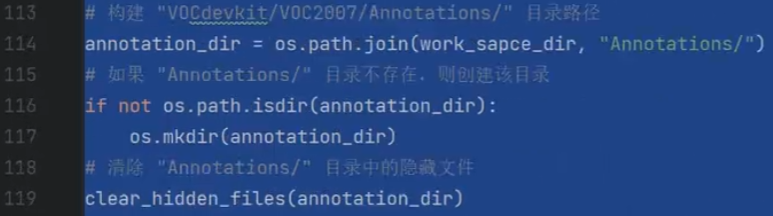 113 # 构建 "VOCdevkit/VOC2007/Annotations/" 目录路径
114 annotation_dir = os.path.join(work_sapce_dir, "Annotations/")
115 # 如果 "Annotations/" 目录不存在，则创建该目录
116 if not os.path.isdir(annotation_dir):
117     os.mkdir(annotation_dir)
118 # 清除 "Annotations/" 目录中的隐藏文件
119 clear_hidden_files(annotation_dir)